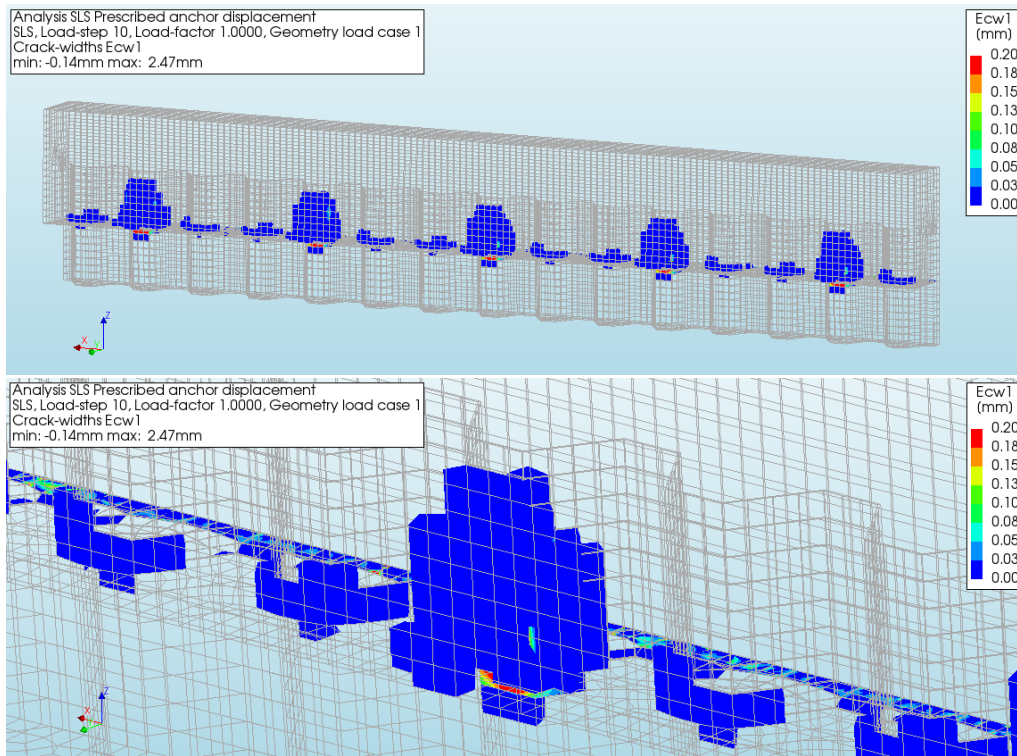 Analysis SLS Prescribed anchor displacement
SLS, Load-step 10, Load-factor 1.0000, Geometry load case 1
Crack-widths Ecw1
min: -0.14mm max: 2.47mm
Ecw1
(mm)
0.20
0.18
0.15
0.13
0.10
0.08
0.05
0.03
0.00
Z
X
Y
Analysis SLS Prescribed anchor displacement
SLS, Load-step 10, Load-factor 1.0000, Geometry load case 1
Crack-widths Ecw1
min: -0.14mm max: 2.47mm
Ecw1
(mm)
0.20
0.18
0.15
0.13
0.10
0.08
0.05
0.03
0.00
Z
X
Y